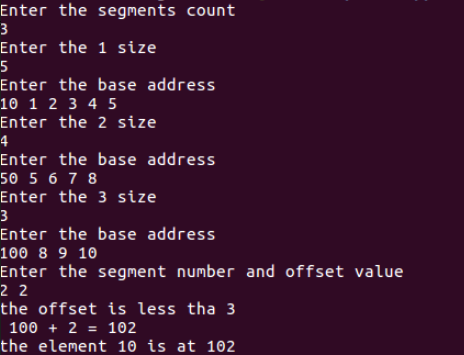 Enter the segments count
3
Enter the 1 size
5
Enter the base address
10 1 2 3 4 5
Enter the 2 size
4
Enter the base address
50 5 6 7 8
Enter the 3 size
3
Enter the base address
100 8 9 10
Enter the segment number and offset value
2 2
the offset is less tha 3
100 + 2 = 102
the element 10 is at 102